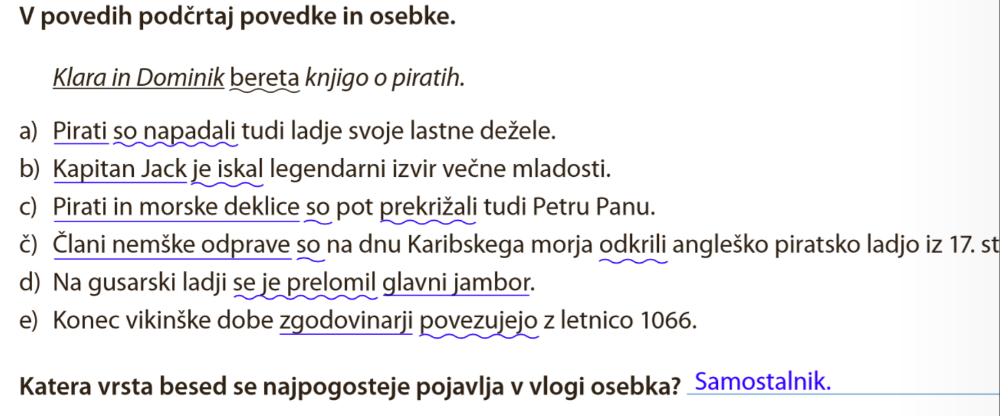 V povedih podčrtaj povedke in osebke.
Klara in Dominik bereta knjigo o piratih.
a) Pirati so napadali tudi ladje svoje lastne dežele.
b) Kapitan Jack je iskal legendarni izvir večne mladosti.
c) Pirati in morske deklice so pot prekrižali tudi Petru Panu.
č) Člani nemške odprave so na dnu Karibskega morja odkrili angleško piratsko ladjo iz 17. st
d) Na gusarski ladji se je prelomil glavni jambor.
e) Konec vikinške dobe zgodovinarji povezujejo z letnico 1066.
Katera vrsta besed se najpogosteje pojavlja v vlogi osebka? Samostalnik.